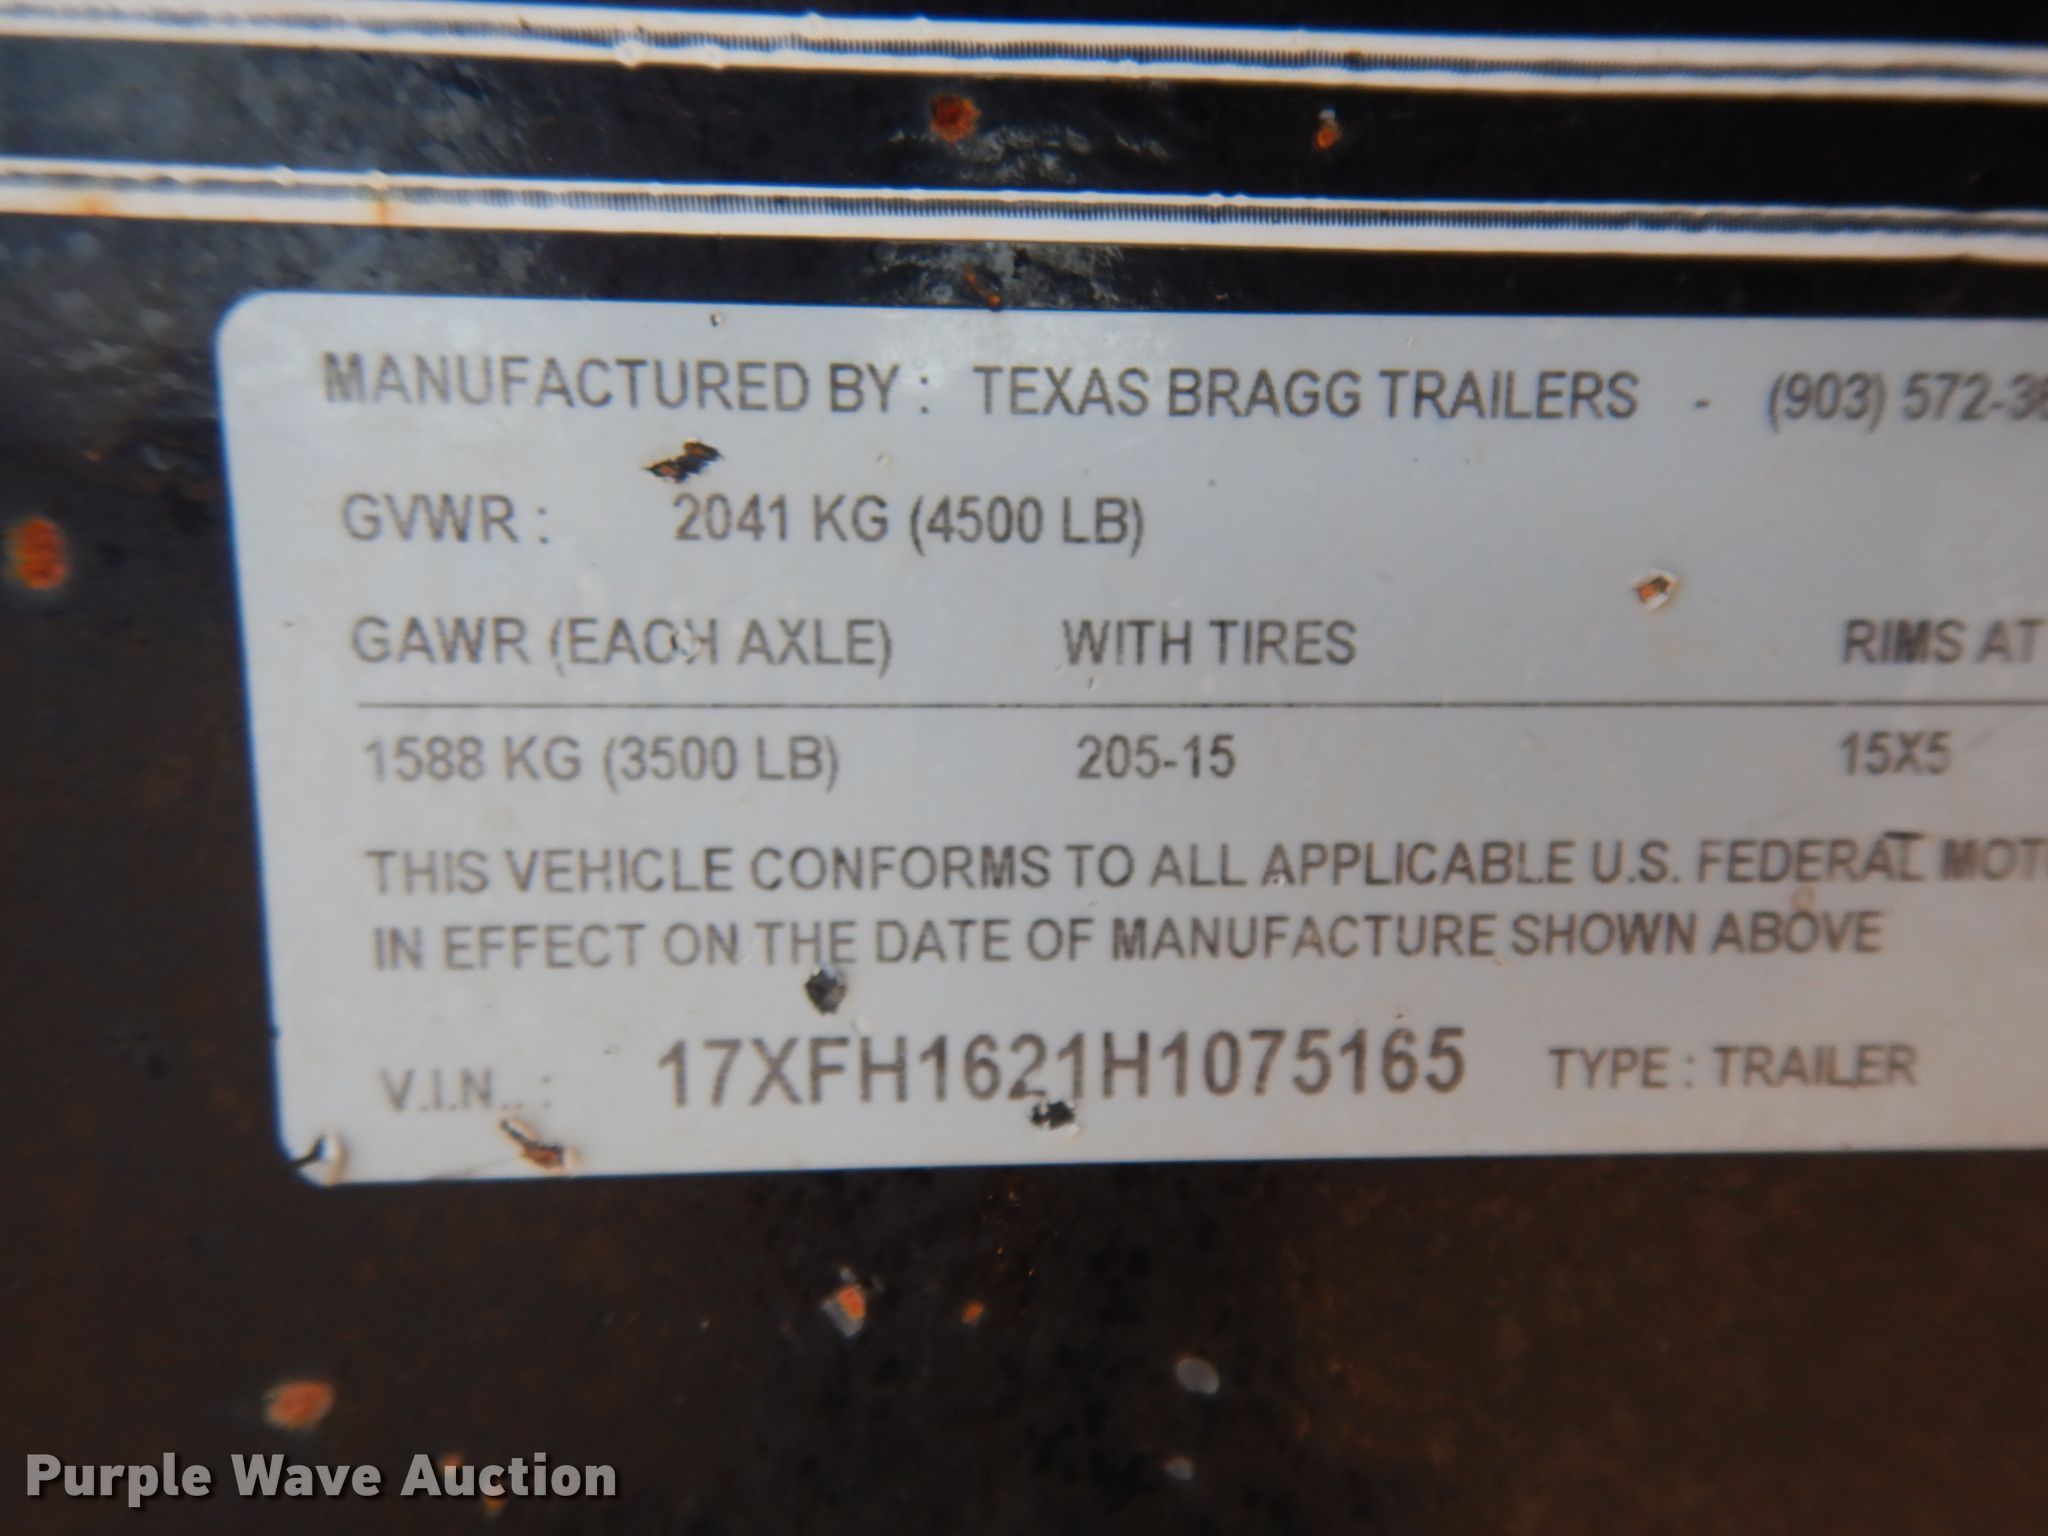 MANUFACTURED BY : TEXAS BRAGG TRAILERS - (903) 572-36
GVWR : 2041 KG (4500 LB)
GAWR (EACH AXLE) WITH TIRES RIMS AT
1588 KG (3500 LB) 205-15 15X5
THIS VEHICLE CONFORMS TO ALL APPLICABLE U.S. FEDERAL MOT
IN EFFECT ON THE DATE OF MANUFACTURE SHOWN ABOVE
V.I.N.. : 17XFH1621H1075165 TYPE : TRAILER
Purple Wave Auction